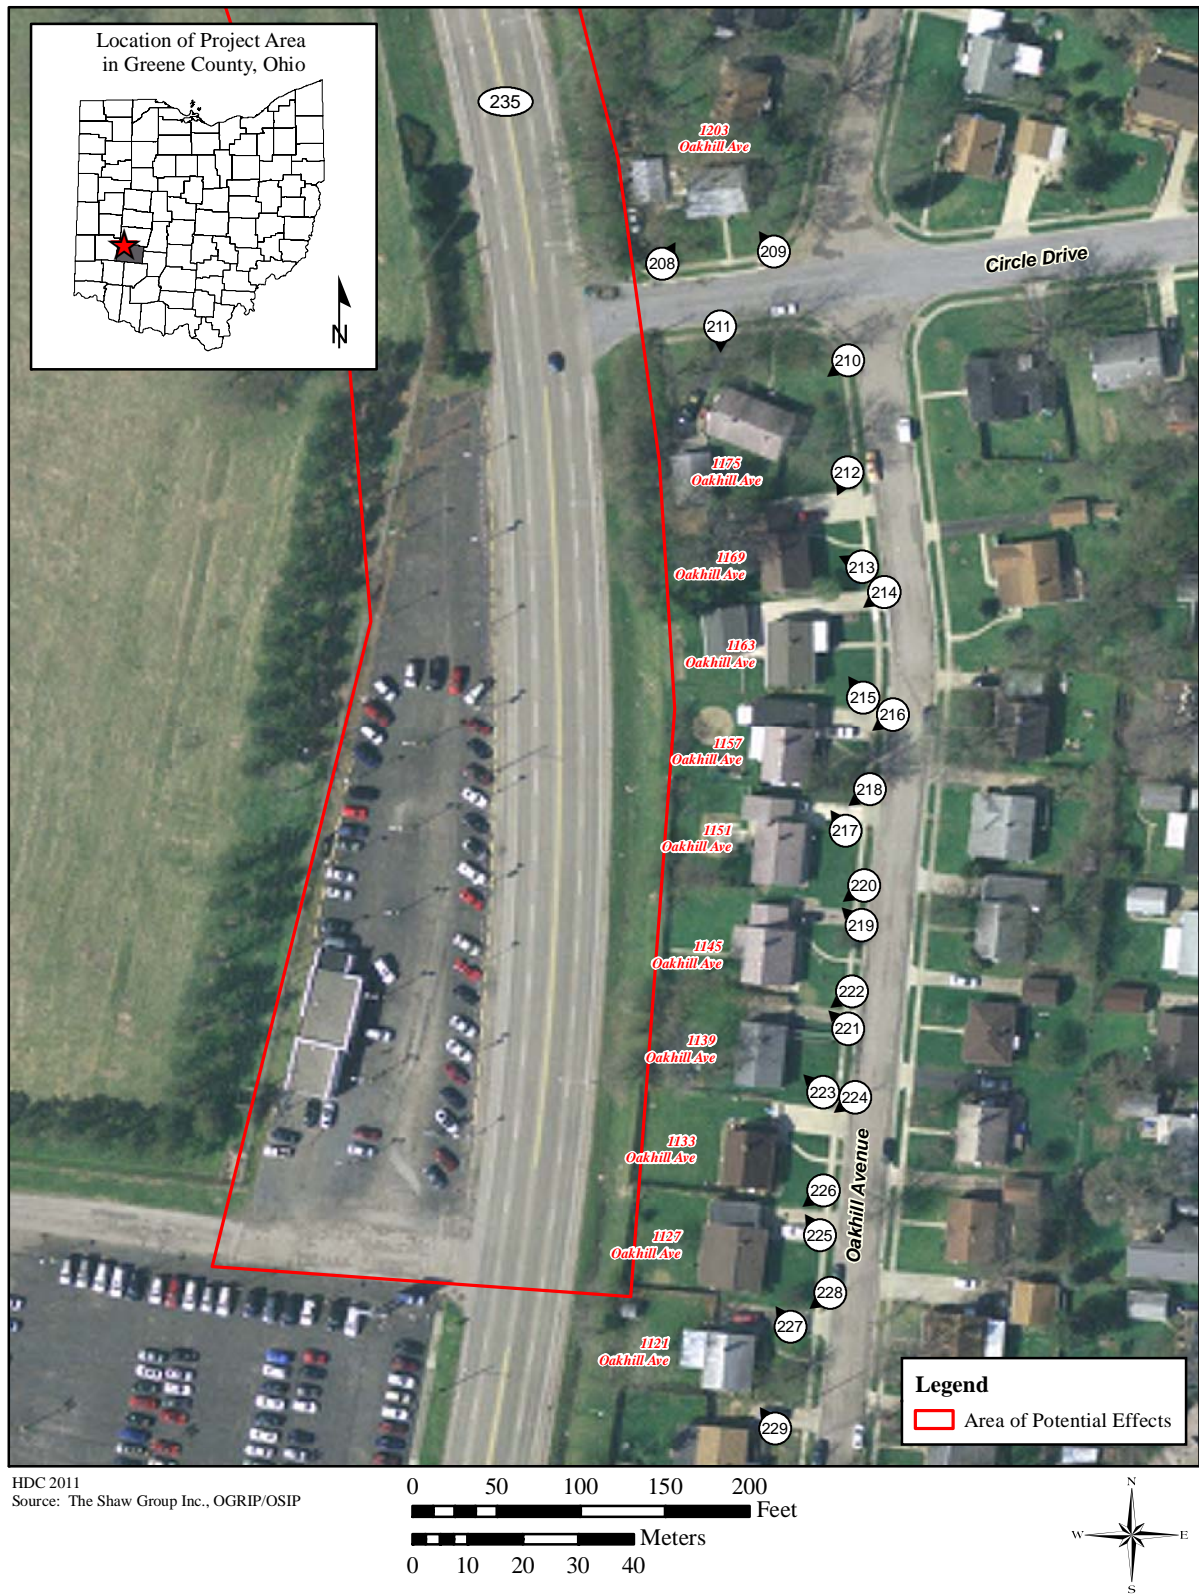 Location of Project Area
in Greene County, Ohio
N
235
1203
Oakhill Ave
208
209
Circle Drive
211
210
1175
Oakhill Ave
212
1169
Oakhill Ave
213
214
1163
Oakhill Ave
215
216
1157
Oakhill Ave
218
1151
Oakhill Ave
217
220
219
1145
Oakhill Ave
222
221
1139
Oakhill Ave
223
224
1133
Oakhill Ave
Oakhill Avenue
226
1127
Oakhill Ave
225
228
227
1121
Oakhill Ave
229
Legend
Area of Potential Effects
HDC 2011
Source: The Shaw Group Inc., OGRIP/OSIP
0 50 100 150 200
Feet
Meters
0 10 20 30 40
N
W E
S